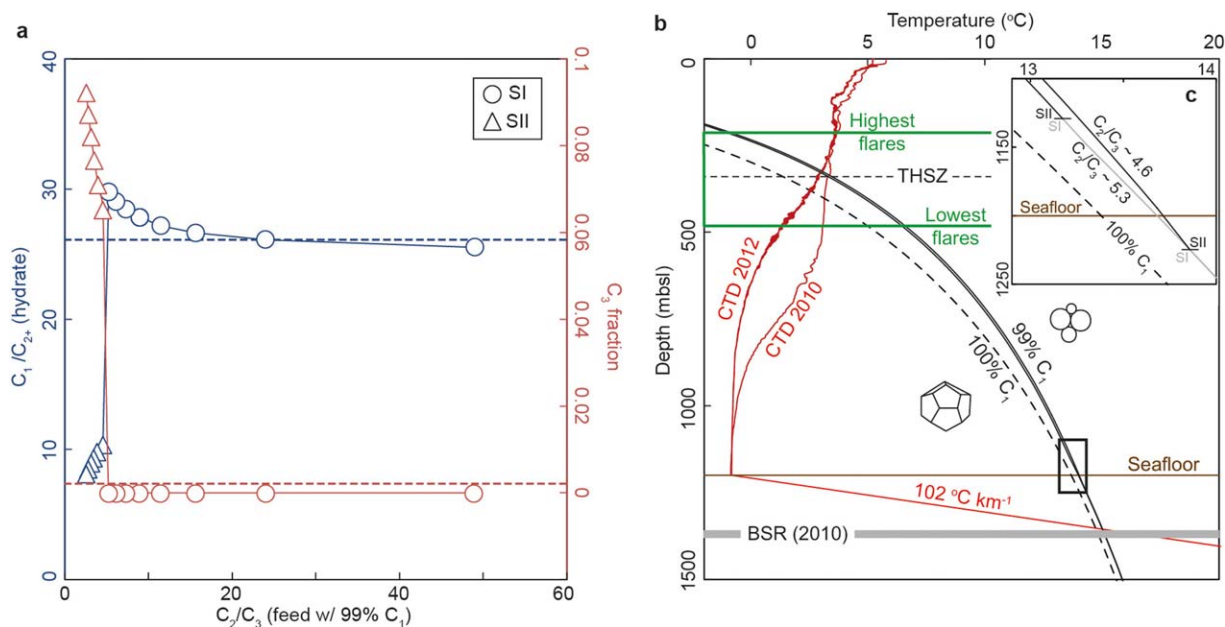 a
40
30
20
10
0
C₁/C₂₊ (hydrate)
0.1
0.08
0.06
0.04
0.02
0
C₃ fraction
SI
SII
0 20 40 60
C₂/C₃ (feed w/ 99% C₁)
b
Temperature (°C)
0 5 10 15 20
0
500
1000
1500
Depth (mbsl)
Highest
flares
THSZ
Lowest
flares
CTD 2012
CTD 2010
99% C₁
100% C₁
Seafloor
102 °C km⁻¹
BSR (2010)
13 14
c
1150
1250
SII
SI
C₂/C₃ ~ 4.6
C₂/C₃ ~ 5.3
Seafloor
100% C₁
SII
SI